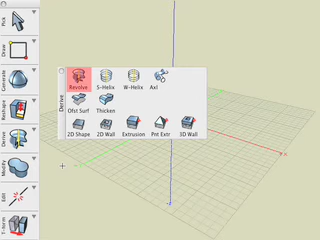 Pick
Draw
Generate
Reshape
Derive
Modify
Edit
T-form
Derive
Revolve
S-Helix
W-Helix
Axl
Ofst Surf
Thicken
2D Shape
2D Wall
Extrusion
Pnt Extr
3D Wall